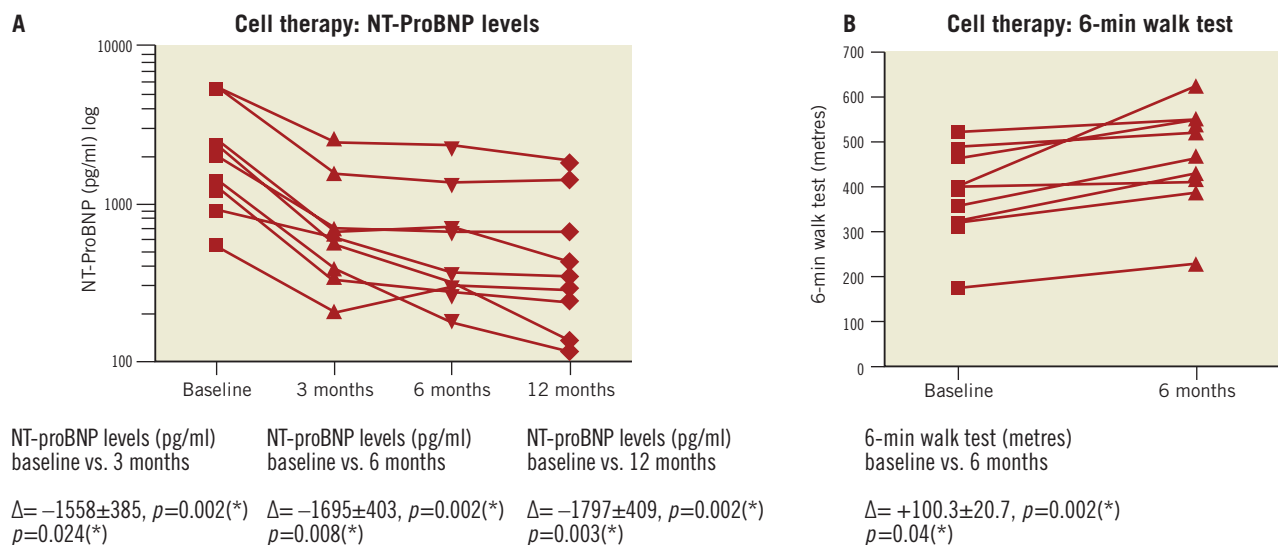 A
Cell therapy: NT-ProBNP levels
NT-ProBNP (pg/ml) log
10000
1000
100
Baseline
3 months
6 months
12 months
NT-proBNP levels (pg/ml)
baseline vs. 3 months
Δ= –1558±385, p=0.002(*)
p=0.024(*)
NT-proBNP levels (pg/ml)
baseline vs. 6 months
Δ= –1695±403, p=0.002(*)
p=0.008(*)
NT-proBNP levels (pg/ml)
baseline vs. 12 months
Δ= –1797±409, p=0.002(*)
p=0.003(*)
B
Cell therapy: 6-min walk test
6-min walk test (metres)
700
600
500
400
300
200
100
0
Baseline
6 months
6-min walk test (metres)
baseline vs. 6 months
Δ= +100.3±20.7, p=0.002(*)
p=0.04(*)